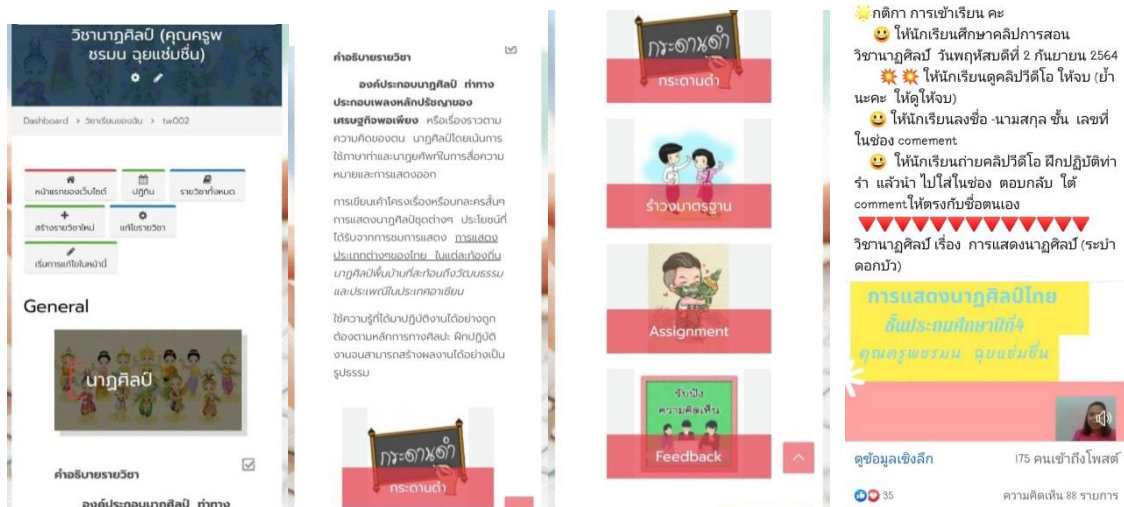 วิชานาฏศิลป์ (คุณครูพ
ชรมน ฉุยแช่มชื่น)
Dashboard > วิชาเรียนของฉัน > tw002
หน้าแรกของเว็บไซต์
ปฏิทิน
รายวิชาทั้งหมด
สร้างรายวิชาใหม่
แก้ไขรายวิชา
เริ่มการแก้ไขในหน้านี้
General
นาฏศิลป์
คำอธิบายรายวิชา
องค์ประกอบนาฏศิลป์ ท่าทาง
คำอธิบายรายวิชา
องค์ประกอบนาฏศิลป์ ท่าทาง
ประกอบเพลงหลักปรัชญาของ
เศรษฐกิจพอเพียง หรือเรื่องราวตาม
ความคิดของตน นาฏศิลป์โดยเน้นการ
ใช้ภาษาท่าและนาฏยศัพท์ในการสื่อความ
หมายและการแสดงออก
การเขียนเค้าโครงเรื่องหรือบทละครสั้นๆ
การแสดงนาฏศิลป์ชุดต่างๆ ประโยชน์ที่
ได้รับจากการชมการแสดง การแสดง
ประเภทต่างๆของไทย ในแต่ละท้องถิ่น
นาฏศิลป์พื้นบ้านที่สะท้อนถึงวัฒนธรรม
และประเพณีในประเทศอาเซียน
ใช้ความรู้ที่ได้มาปฏิบัติงานได้อย่างถูก
ต้องตามหลักการทางศิลปะ ฝึกปฏิบัติ
งานจนสามารถสร้างผลงานได้อย่างเป็น
รูปธรรม
กระดานดำ
กระดานดำ
กระดานดำ
กระดานดำ
รำวงมาตรฐาน
Assignment
รับฟัง
ความคิดเห็น
Feedback
🌟กติกา การเข้าเรียน คะ
😀 ให้นักเรียนศึกษาคลิปการสอน
วิชานาฏศิลป์ วันพฤหัสบดีที่ 2 กันยายน 2564
💥 💥 ให้นักเรียนดูคลิปวีดีโอ ให้จบ (ย้ำ
นะคะ ให้ดูให้จบ)
😀 ให้นักเรียนลงชื่อ -นามสกุล ชั้น เลขที่
ในช่อง comement
😀 ให้นักเรียนถ่ายคลิปวีดีโอ ฝึกปฏิบัติท่า
รำ แล้วนำ ไปใส่ในช่อง ตอบกลับ ใต้
commentให้ตรงกับชื่อตนเอง
วิชานาฏศิลป์ เรื่อง การแสดงนาฏศิลป์ (ระบำ
ดอกบัว)
การแสดงนาฏศิลป์ไทย
ชั้นประถมศึกษาปีที่4
คุณครูพชรมน ฉุยแช่มชื่น
ดูข้อมูลเชิงลึก
175 คนเข้าถึงโพสต์
35
ความคิดเห็น 88 รายการ